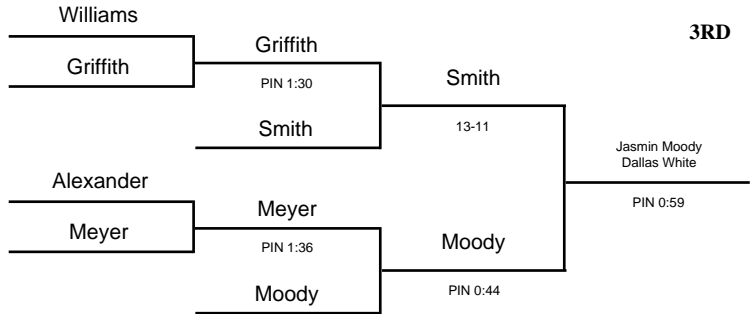 Williams
3RD
Griffith
Griffith
PIN 1:30
Smith
Smith
13-11
Jasmin Moody
Dallas White
PIN 0:59
Alexander
Meyer
Meyer
PIN 1:36
Moody
PIN 0:44
Moody